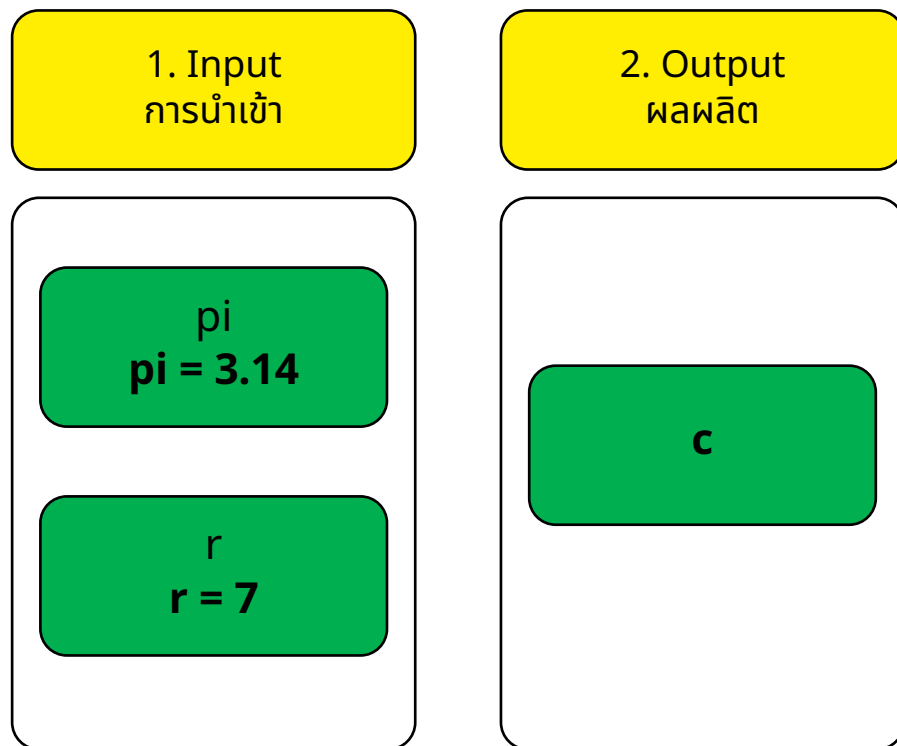 1. Input
การนำเข้า
2. Output
ผลผลิต
pi
pi = 3.14
r
r = 7
c